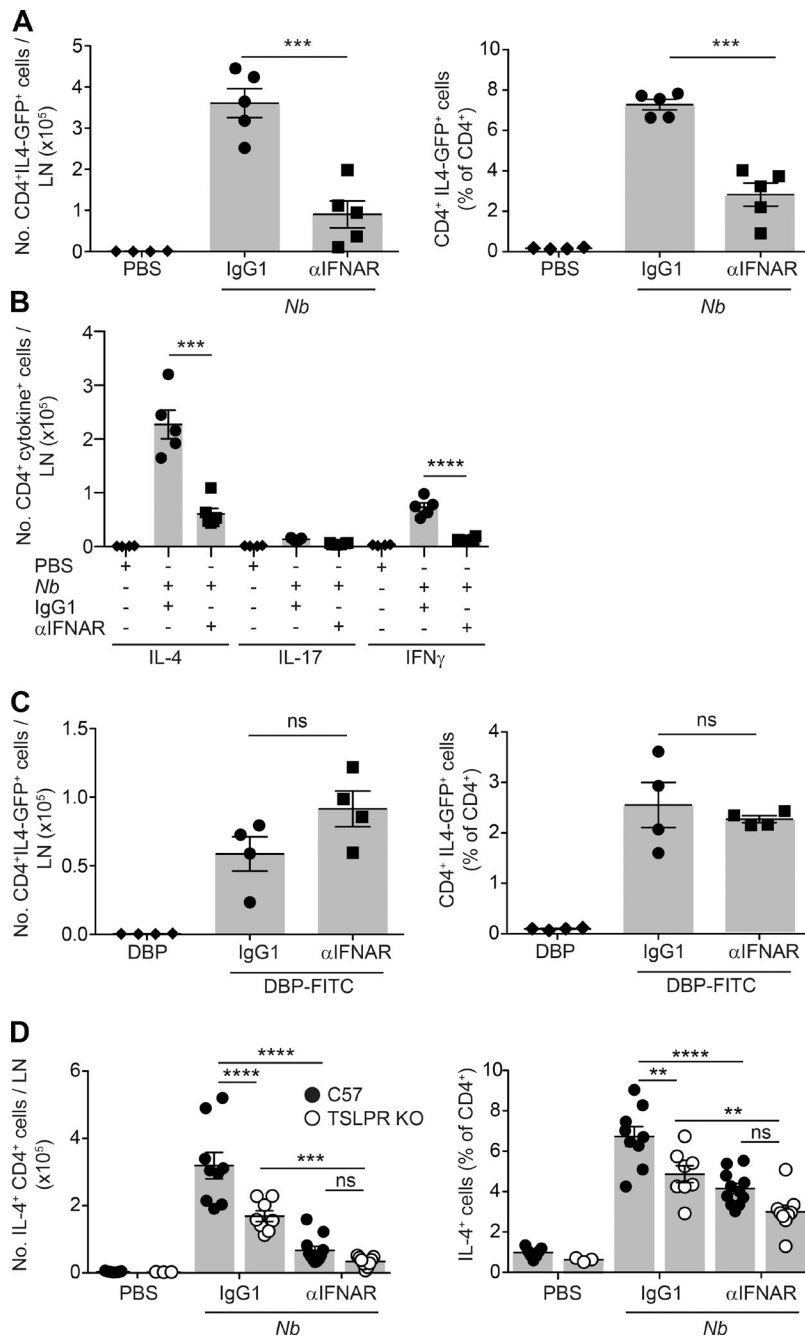 A
No. CD4⁺IL4-GFP⁺ cells /
LN (x10⁵)
5
4
3
2
1
0
***
PBS
IgG1
αIFNAR
Nb
CD4⁺ IL4-GFP⁺ cells
(% of CD4⁺)
10
8
6
4
2
0
***
PBS
IgG1
αIFNAR
Nb
B
No. CD4⁺cytokine⁺ cells /
LN (x10⁵)
4
3
2
1
0
***
****
PBS + - - + - - + - -
Nb - + + - + + - + +
IgG1 - + - - + - - + -
αIFNAR - - + - - + - - +
IL-4 IL-17 IFNγ
C
No. CD4⁺IL4-GFP⁺ cells /
LN (x10⁵)
1.5
1.0
0.5
0.0
ns
DBP
IgG1
αIFNAR
DBP-FITC
CD4⁺ IL4-GFP⁺ cells
(% of CD4⁺)
4
3
2
1
0
ns
DBP
IgG1
αIFNAR
DBP-FITC
D
No. IL-4⁺ CD4⁺ cells / LN
(x10⁵)
6
4
2
0
****
****
C57
TSLPR KO
***
ns
PBS
IgG1
αIFNAR
Nb
IL-4⁺ cells (% of CD4⁺)
10
8
6
4
2
0
****
**
**
ns
PBS
IgG1
αIFNAR
Nb